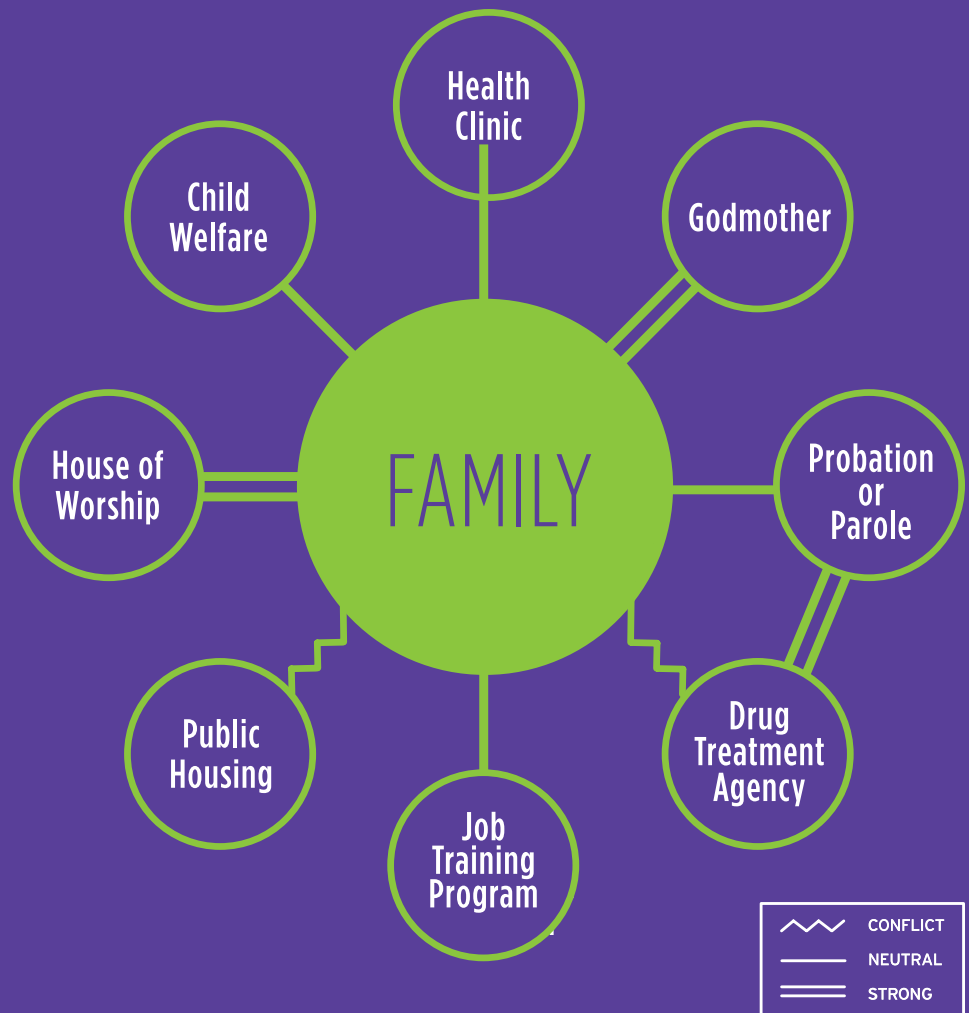 Health
Clinic
Child
Welfare
Godmother
House of
Worship
FAMILY
Probation
or
Parole
Public
Housing
Drug
Treatment
Agency
Job
Training
Program
CONFLICT
NEUTRAL
STRONG